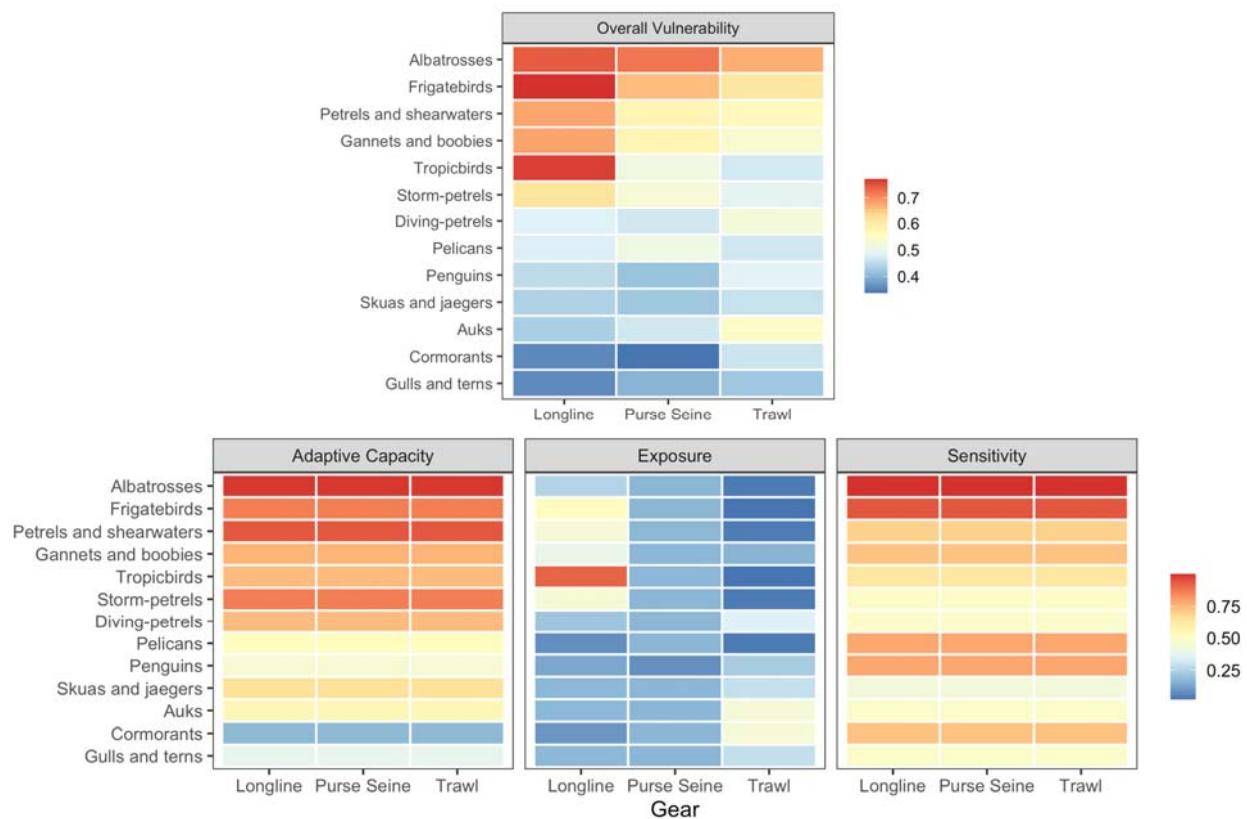 Overall Vulnerability
Albatrosses
Frigatebirds
Petrels and shearwaters
Gannets and boobies
Tropicbirds
Storm-petrels
Diving-petrels
Pelicans
Penguins
Skuas and jaegers
Auks
Cormorants
Gulls and terns
Longline Purse Seine Trawl
0.7
0.6
0.5
0.4
Adaptive Capacity Exposure Sensitivity
Albatrosses
Frigatebirds
Petrels and shearwaters
Gannets and boobies
Tropicbirds
Storm-petrels
Diving-petrels
Pelicans
Penguins
Skuas and jaegers
Auks
Cormorants
Gulls and terns
Longline Purse Seine Trawl Longline Purse Seine Trawl Longline Purse Seine Trawl
Gear
0.75
0.50
0.25